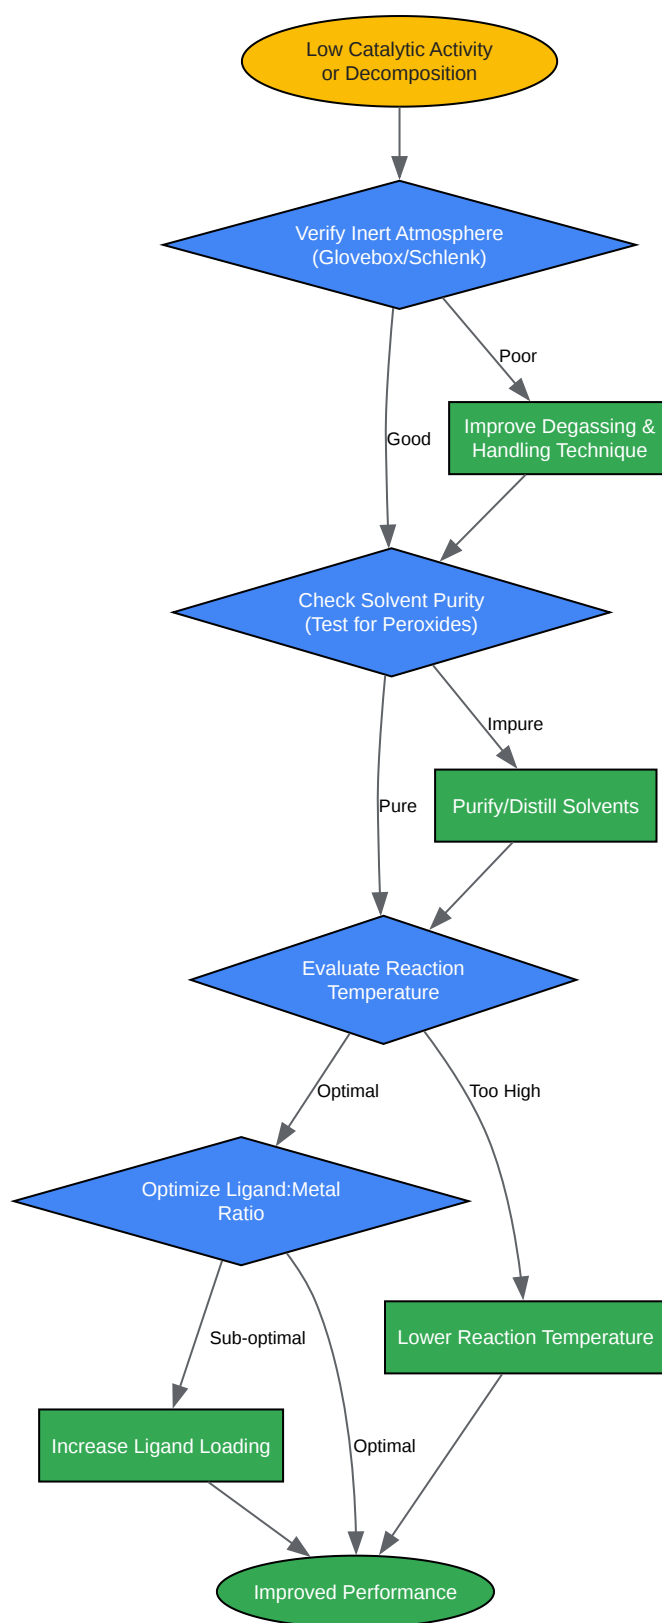 Low Catalytic Activity
or Decomposition
Verify Inert Atmosphere
(Glovebox/Schlenk)
Poor
Good
Improve Degassing &
Handling Technique
Check Solvent Purity
(Test for Peroxides)
Impure
Pure
Purify/Distill Solvents
Evaluate Reaction
Temperature
Optimal
Too High
Optimize Ligand:Metal
Ratio
Sub-optimal
Lower Reaction Temperature
Increase Ligand Loading
Optimal
Improved Performance